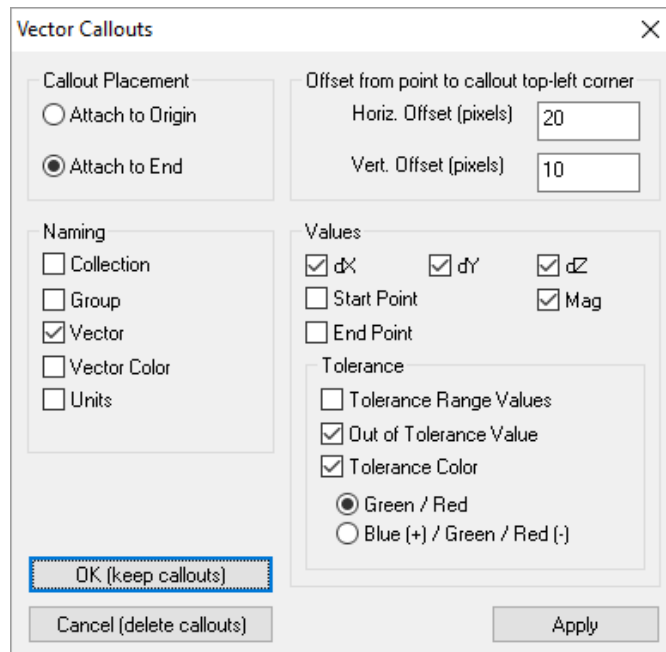 Vector Callouts
Callout Placement
Attach to Origin
Attach to End
Offset from point to callout top-left corner
Horiz. Offset (pixels)
20
Vert. Offset (pixels)
10
Naming
Collection
Group
Vector
Vector Color
Units
Values
dX dY dZ
Start Point Mag
End Point
Tolerance
Tolerance Range Values
Out of Tolerance Value
Tolerance Color
Green / Red
Blue (+) / Green / Red (-)
OK (keep callouts)
Cancel (delete callouts)
Apply